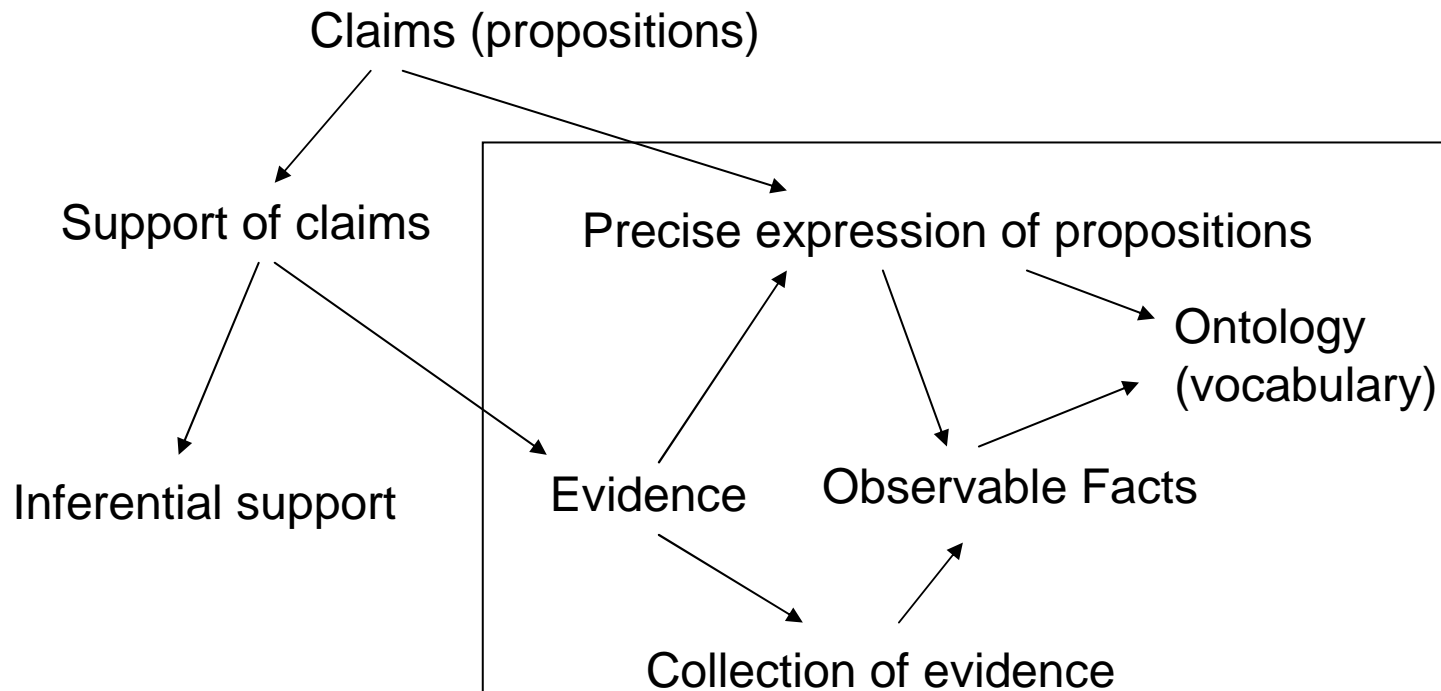 Claims (propositions)
Support of claims
Precise expression of propositions
Ontology
(vocabulary)
Inferential support
Evidence
Observable Facts
Collection of evidence